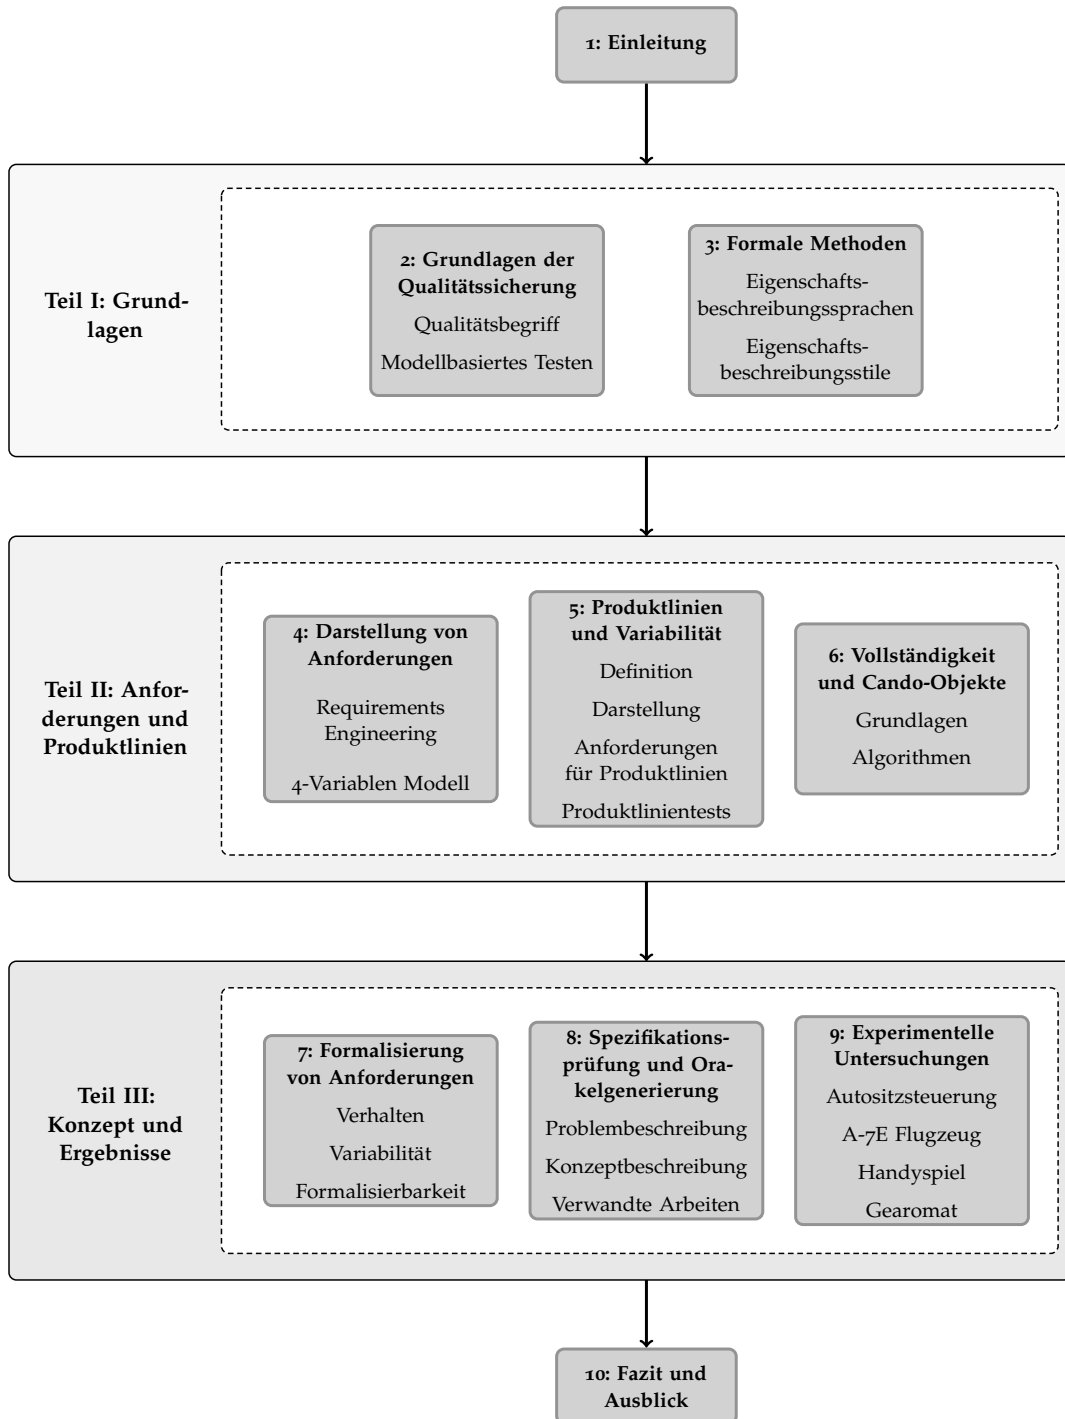 1: Einleitung
Teil I: Grund-
lagen
2: Grundlagen der
Qualitätssicherung
Qualitätsbegriff
Modellbasiertes Testen
3: Formale Methoden
Eigenschafts-
beschreibungssprachen
Eigenschafts-
beschreibungsstile
Teil II: Anfor-
derungen und
Produktlinien
4: Darstellung von
Anforderungen
Requirements
Engineering
4-Variablen Modell
5: Produktlinien
und Variabilität
Definition
Darstellung
Anforderungen
für Produktlinien
Produktlinientests
6: Vollständigkeit
und Cando-Objekte
Grundlagen
Algorithmen
Teil III:
Konzept und
Ergebnisse
7: Formalisierung
von Anforderungen
Verhalten
Variabilität
Formalisierbarkeit
8: Spezifikations-
prüfung und Ora-
kelgenerierung
Problembeschreibung
Konzeptbeschreibung
Verwandte Arbeiten
9: Experimentelle
Untersuchungen
Autositzsteuerung
A-7E Flugzeug
Handyspiel
Gearomat
10: Fazit und
Ausblick